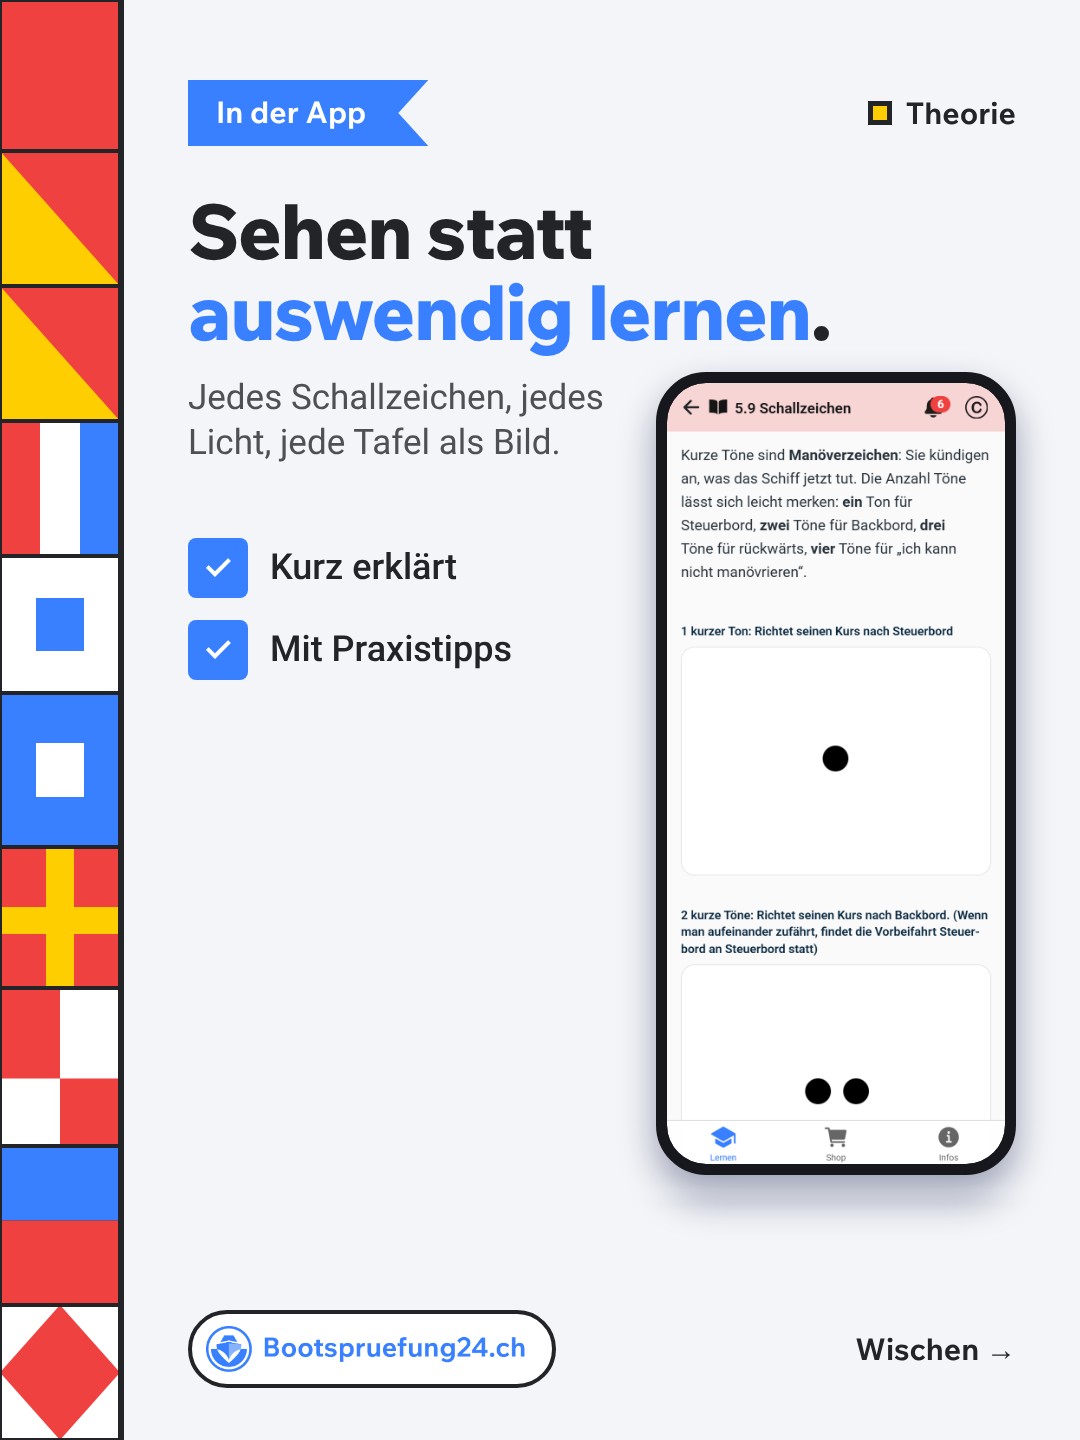 In der App
Theorie
Sehen statt
auswendig lernen.
Jedes Schallzeichen, jedes
Licht, jede Tafel als Bild.
Kurz erklärt
Mit Praxistipps
5.9 Schallzeichen
6
C
Kurze Töne sind Manöverzeichen: Sie kündigen
an, was das Schiff jetzt tut. Die Anzahl Töne
lässt sich leicht merken: ein Ton für
Steuerbord, zwei Töne für Backbord, drei
Töne für rückwärts, vier Töne für „ich kann
nicht manövrieren“.
1 kurzer Ton: Richtet seinen Kurs nach Steuerbord
2 kurze Töne: Richtet seinen Kurs nach Backbord. (Wenn
man aufeinander zufährt, findet die Vorbeifahrt Steuer-
bord an Steuerbord statt)
Lernen
Shop
Infos
Bootspruefung24.ch
Wischen →